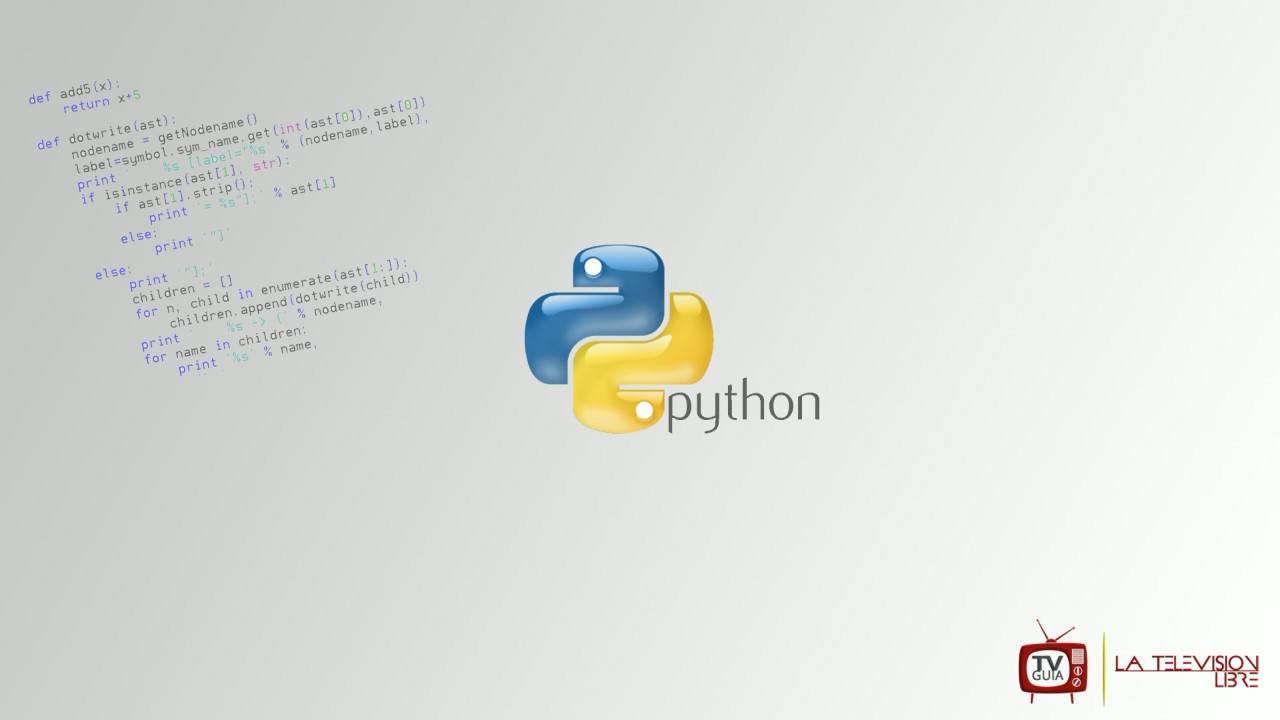 def add5(x):
    return x+5
def dotwrite(ast):
    nodename = getNodename()
    label=symbol.sym_name.get(int(ast[0]),ast[0])
    print '    %s [label="%s' % (nodename,label),
    if isinstance(ast[1], str):
        if ast[1].strip():
            print '= %s"];' % ast[1]
        else:
            print '"]'
    else:
        print '"];'
        children = []
        for n, child in enumerate(ast[1:]):
            children.append(dotwrite(child))
        print '    %s -> {' % nodename,
        for name in children:
            print '%s' % name,
python
TV
GUIA
LA TELEVISION
LIBRE